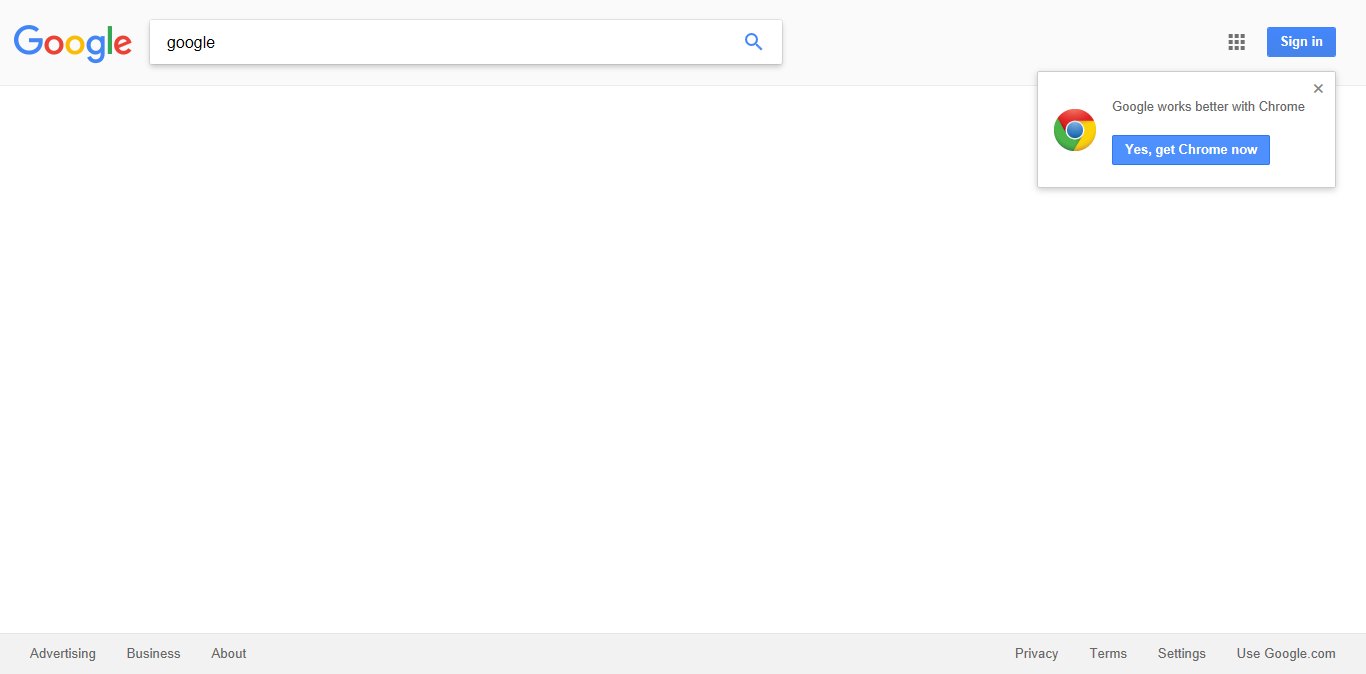 Google
google
Sign in
Google works better with Chrome
Yes, get Chrome now
Advertising Business About Privacy Terms Settings Use Google.com